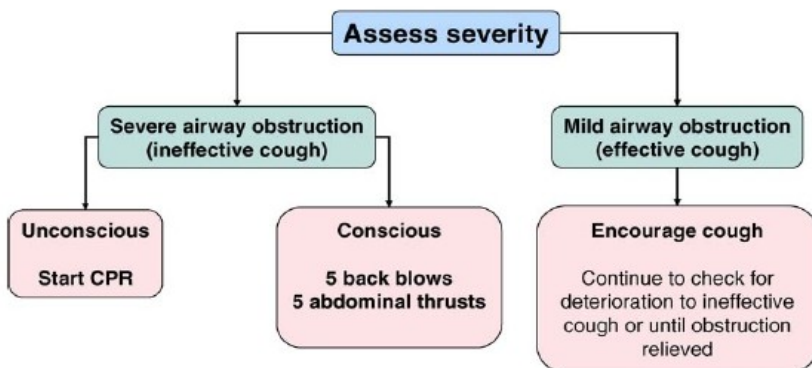 Assess severity
Severe airway obstruction
(ineffective cough)
Mild airway obstruction
(effective cough)
Unconscious
Start CPR
Conscious
5 back blows
5 abdominal thrusts
Encourage cough
Continue to check for
deterioration to ineffective
cough or until obstruction
relieved